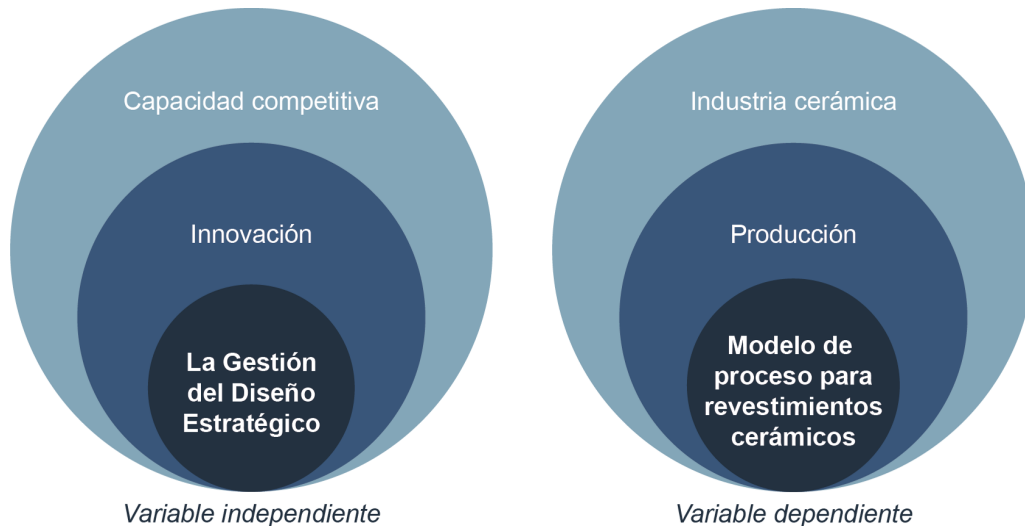 Capacidad competitiva
Innovación
La Gestión
del Diseño
Estratégico
Variable independiente
Industria cerámica
Producción
Modelo de
proceso para
revestimientos
cerámicos
Variable dependiente